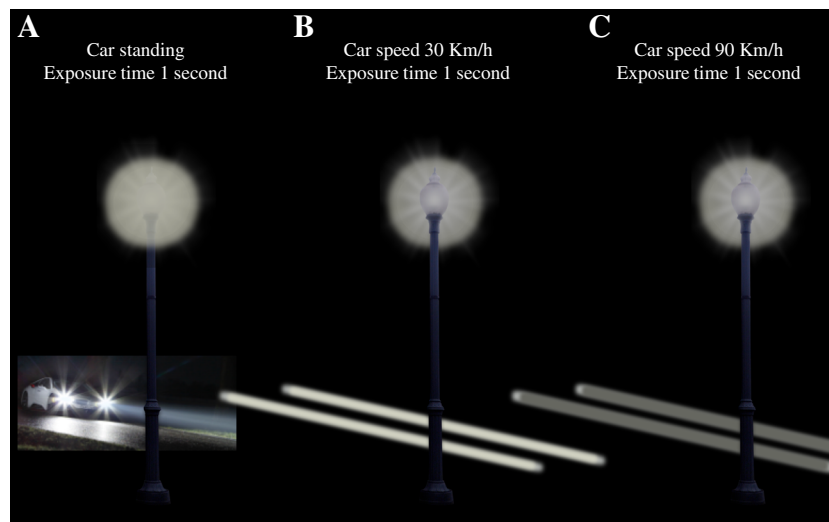 A
Car standing
Exposure time 1 second
B
Car speed 30 Km/h
Exposure time 1 second
C
Car speed 90 Km/h
Exposure time 1 second